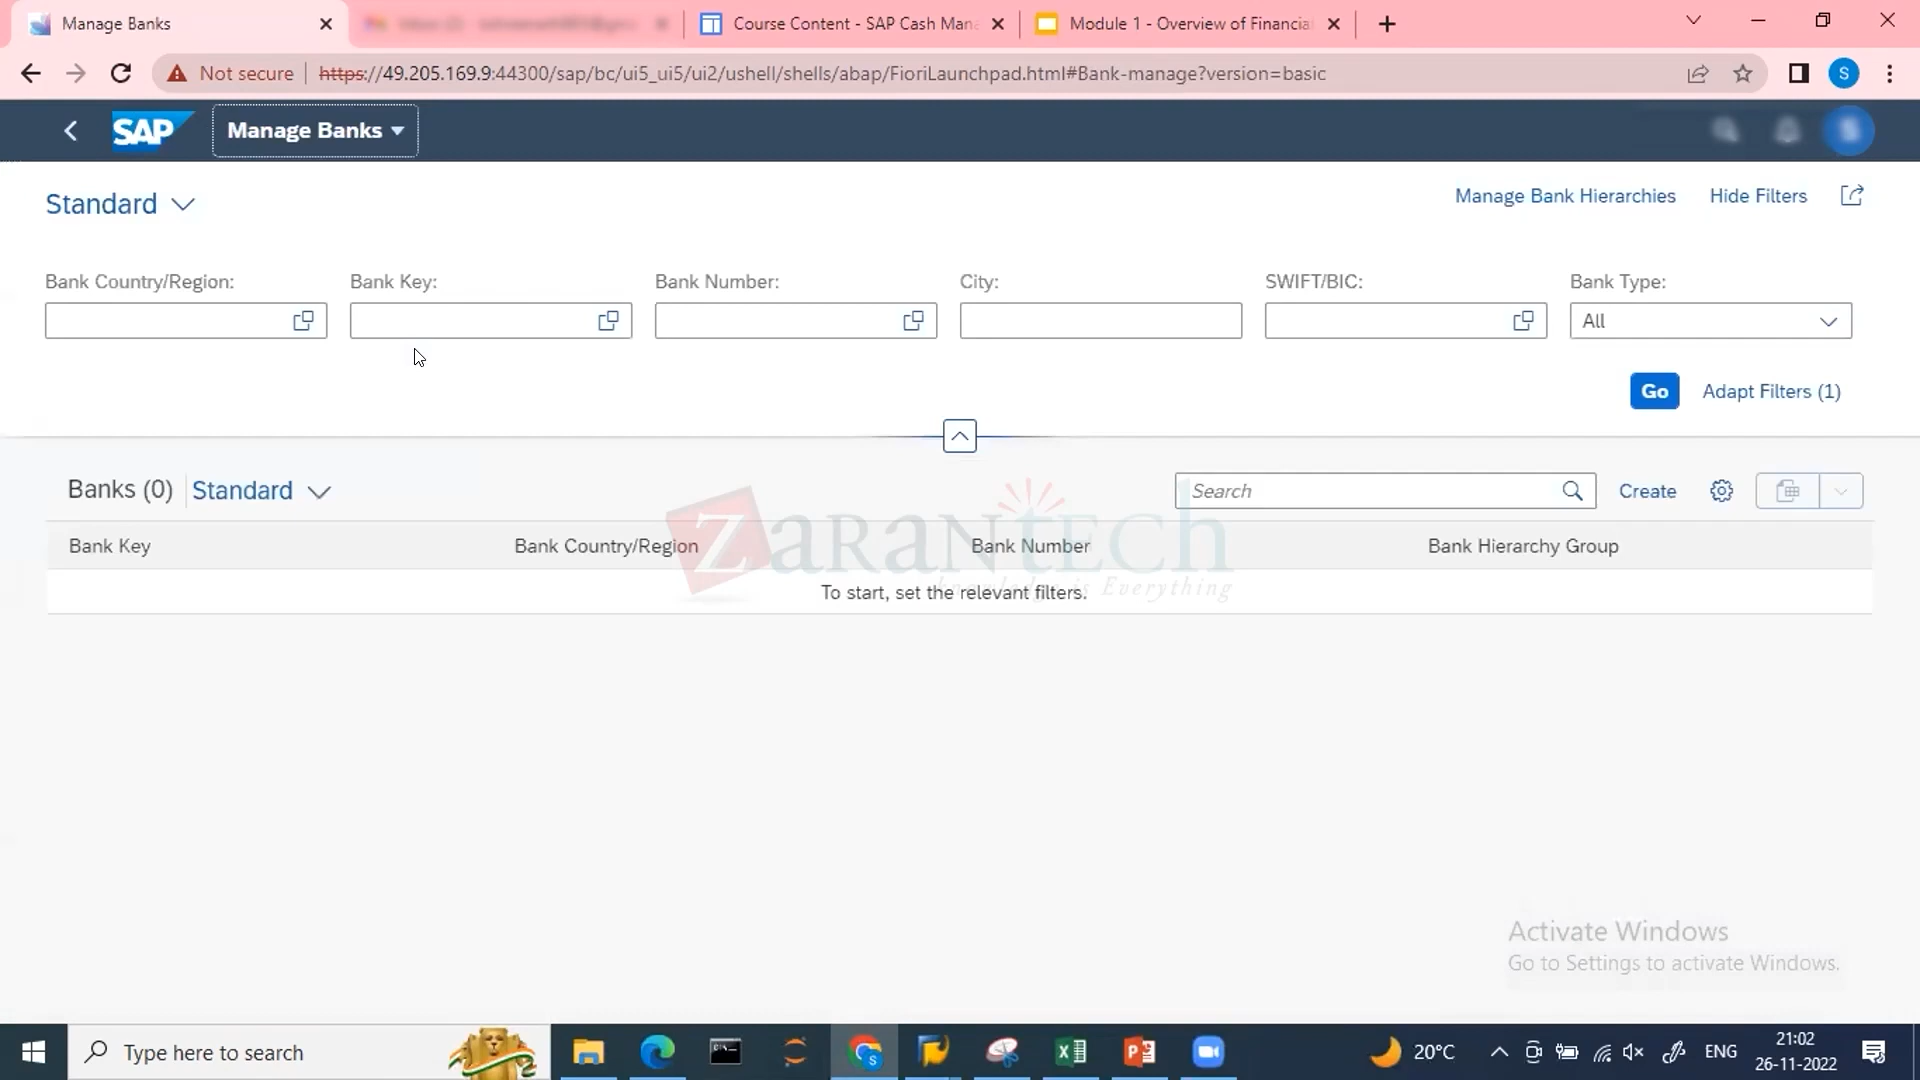 Manage Banks
Course Content - SAP Cash Man
Module 1 - Overview of Financia
Not secure
https://49.205.169.9:44300/sap/bc/ui5_ui5/ui2/ushell/shells/abap/FioriLaunchpad.html#Bank-manage?version=basic
S
SAP
Manage Banks
S
Standard
Manage Bank Hierarchies
Hide Filters
Bank Country/Region:
Bank Key:
Bank Number:
City:
SWIFT/BIC:
Bank Type:
All
Go
Adapt Filters (1)
Banks (0)
Standard
Search
Create
Bank Key
Bank Country/Region
Bank Number
Bank Hierarchy Group
To start, set the relevant filters.
ZaranTech
knowledge is Everything
Activate Windows
Go to Settings to activate Windows.
Type here to search
20°C
ENG
21:02
26-11-2022